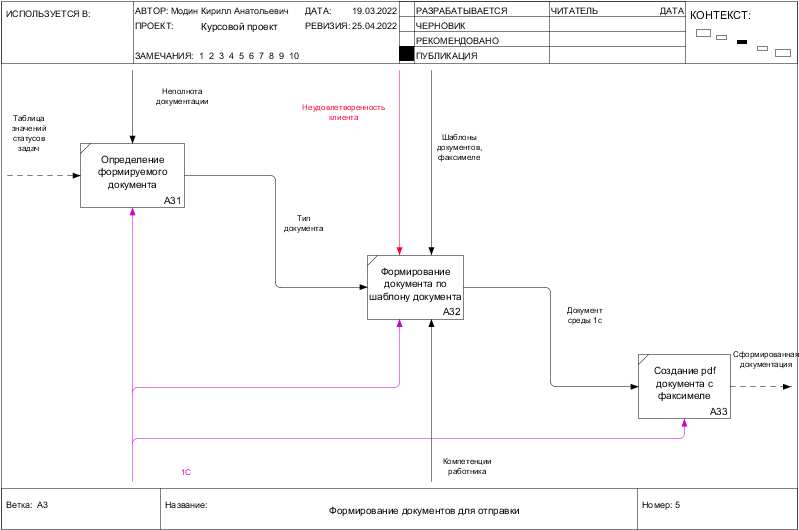 ИСПОЛЬЗУЕТСЯ В:
АВТОР: Модин Кирилл Анатольевич
ДАТА: 19.03.2022
ПРОЕКТ: Курсовой проект
РЕВИЗИЯ: 25.04.2022
ЗАМЕЧАНИЯ: 1 2 3 4 5 6 7 8 9 10
РАЗРАБАТЫВАЕТСЯ
ЧЕРНОВИК
РЕКОМЕНДОВАНО
ПУБЛИКАЦИЯ
ЧИТАТЕЛЬ
ДАТА
КОНТЕКСТ:
Неполнота
документации
Таблица
значений
статусов
задач
Определение
формируемого
документа
A31
Неудовлетворенность
клиента
Шаблоны
документов,
факсимеле
Тип
документа
Формирование
документа по
шаблону документа
A32
Документ
среды 1с
Создание pdf
документа с
факсимеле
A33
Сформированная
документация
1С
Компетенции
работника
Ветка: A3
Название:
Формирование документов для отправки
Номер: 5